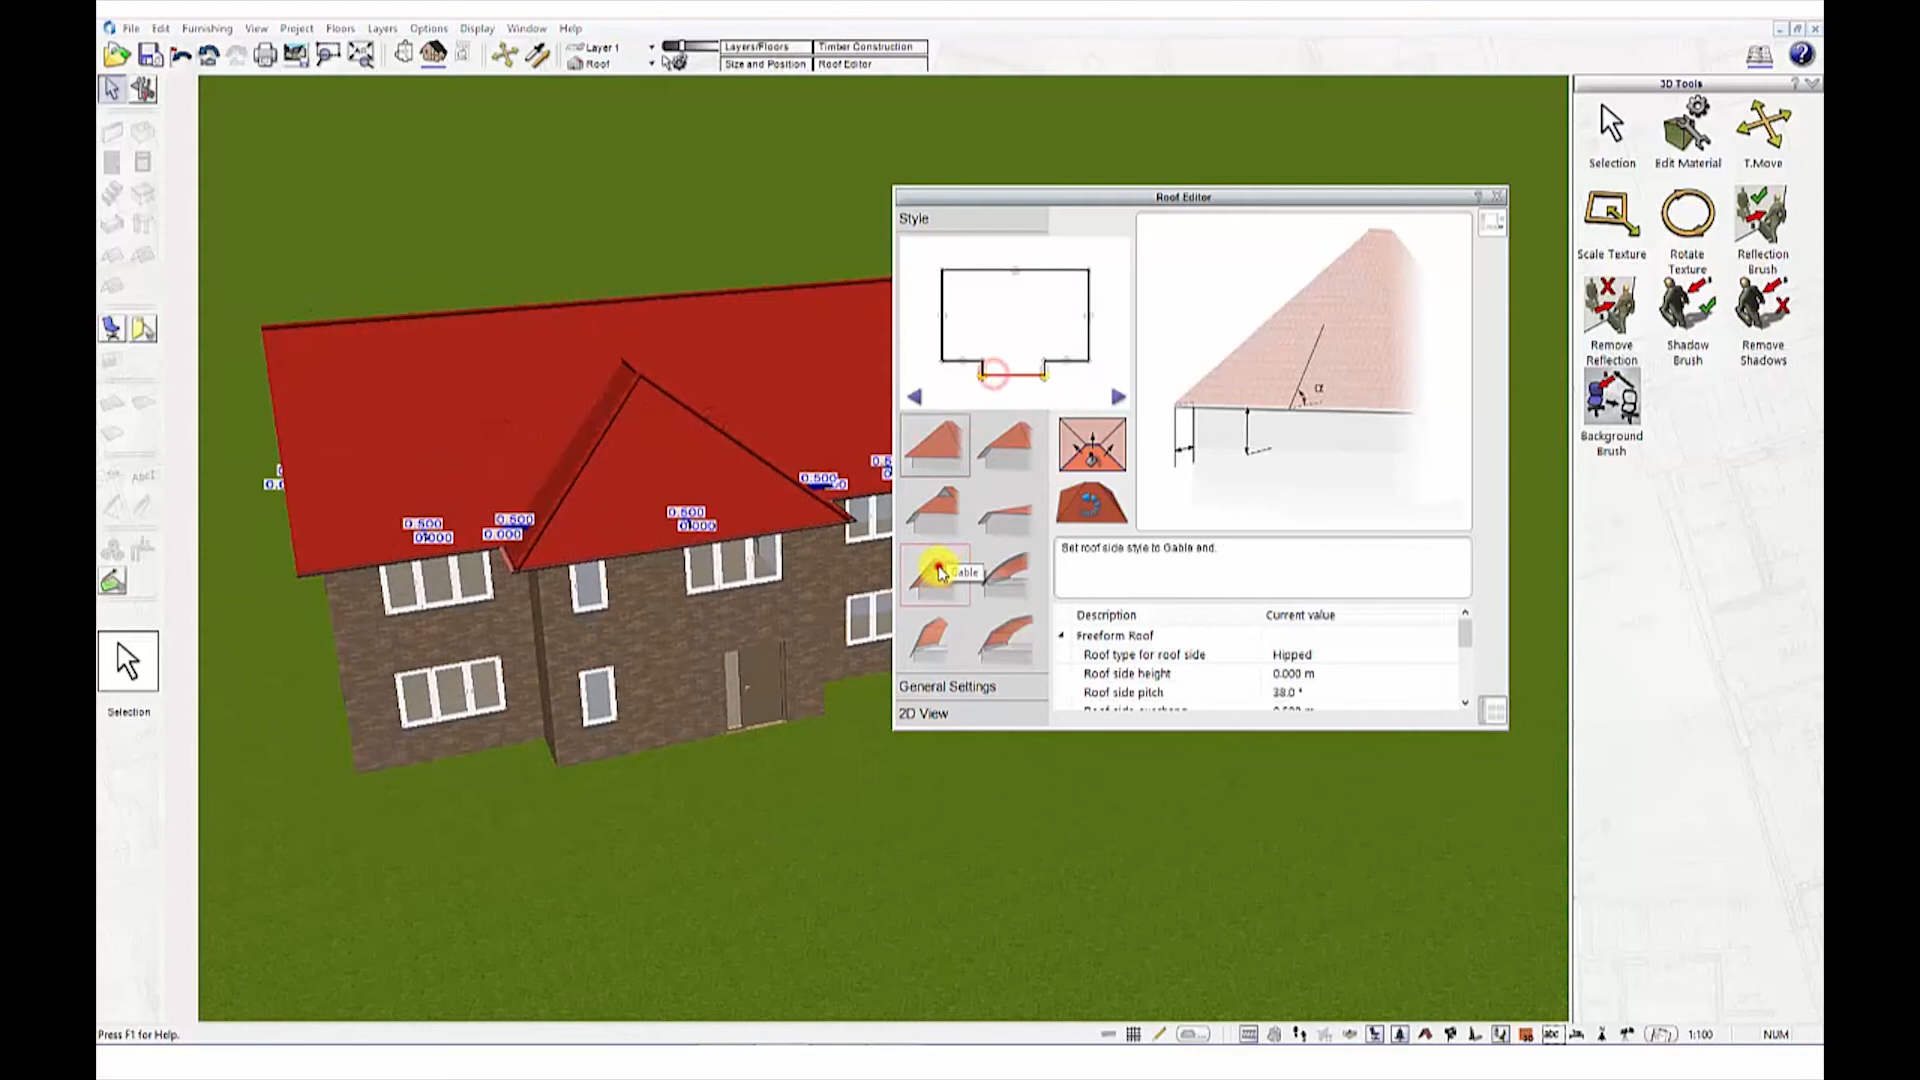 File Edit Furnishing View Project Floors Layers Options Display Window Help
Layer 1
Layers/Floors
Timber Construction
Roof
Size and Position
Roof Editor
3D Tools
Selection
Edit Material
T.Move
Scale Texture
Rotate Texture
Reflection Brush
Remove Reflection
Shadow Brush
Remove Shadows
Background Brush
AbcI
Selection
0.500
0.500
0.000
0.500
0.000
0.500
Roof Editor
Style
α
Gable
Set roof side style to Gable end.
Description Current value
Freeform Roof
Roof type for roof side Hipped
Roof side height 0.000 m
Roof side pitch 38.0 °
General Settings
2D View
Press F1 for Help.
abc
1:100
NUM